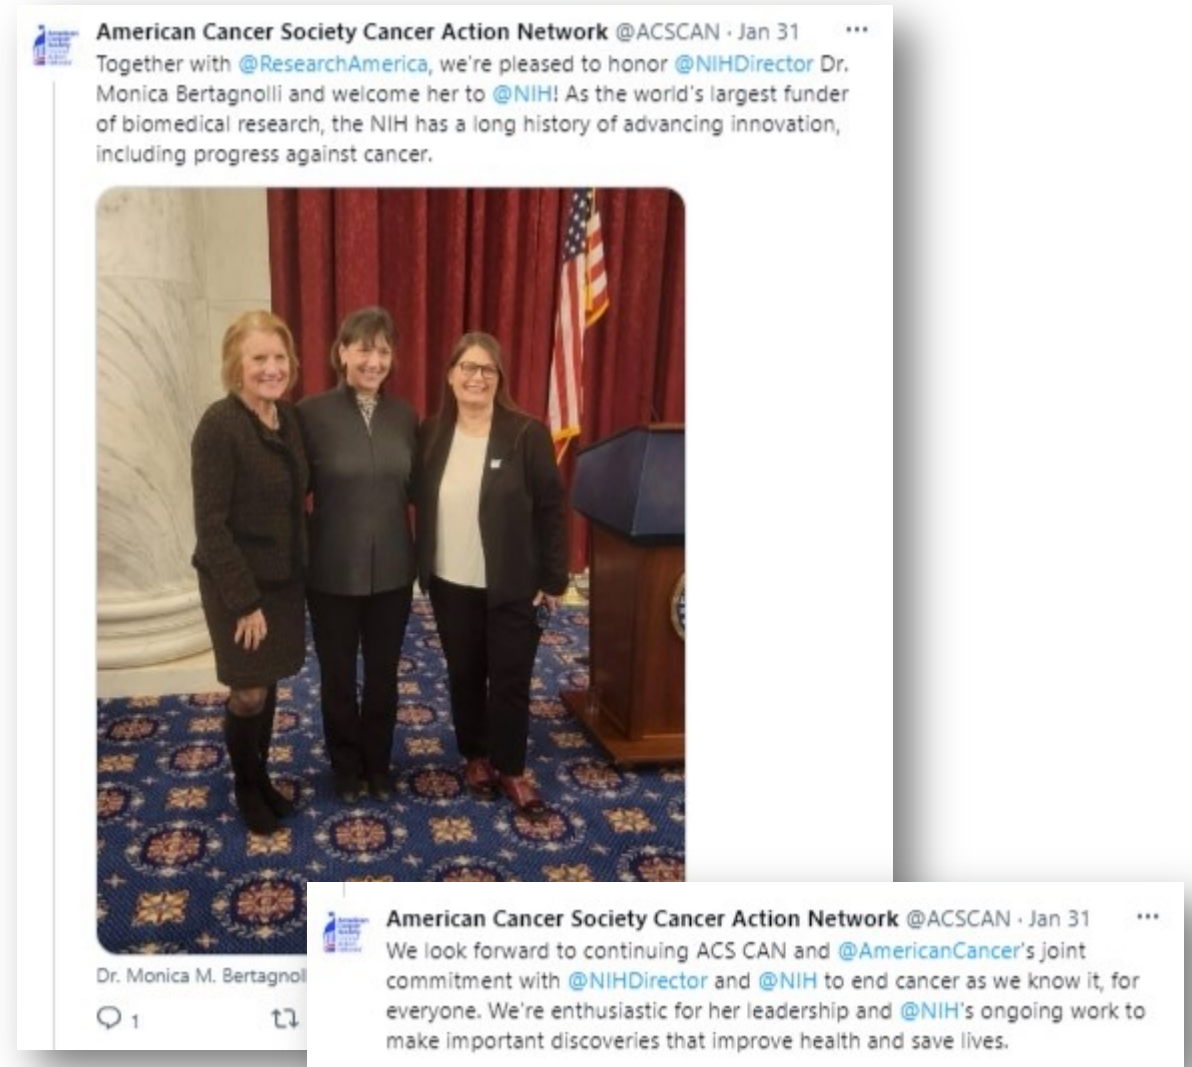 American Cancer Society Cancer Action Network @ACSCAN · Jan 31
Together with @ResearchAmerica, we're pleased to honor @NIHDirector Dr.
Monica Bertagnolli and welcome her to @NIH! As the world's largest funder
of biomedical research, the NIH has a long history of advancing innovation,
including progress against cancer.
Dr. Monica M. Bertagnol
1
American Cancer Society Cancer Action Network @ACSCAN · Jan 31
We look forward to continuing ACS CAN and @AmericanCancer's joint
commitment with @NIHDirector and @NIH to end cancer as we know it, for
everyone. We're enthusiastic for her leadership and @NIH's ongoing work to
make important discoveries that improve health and save lives.